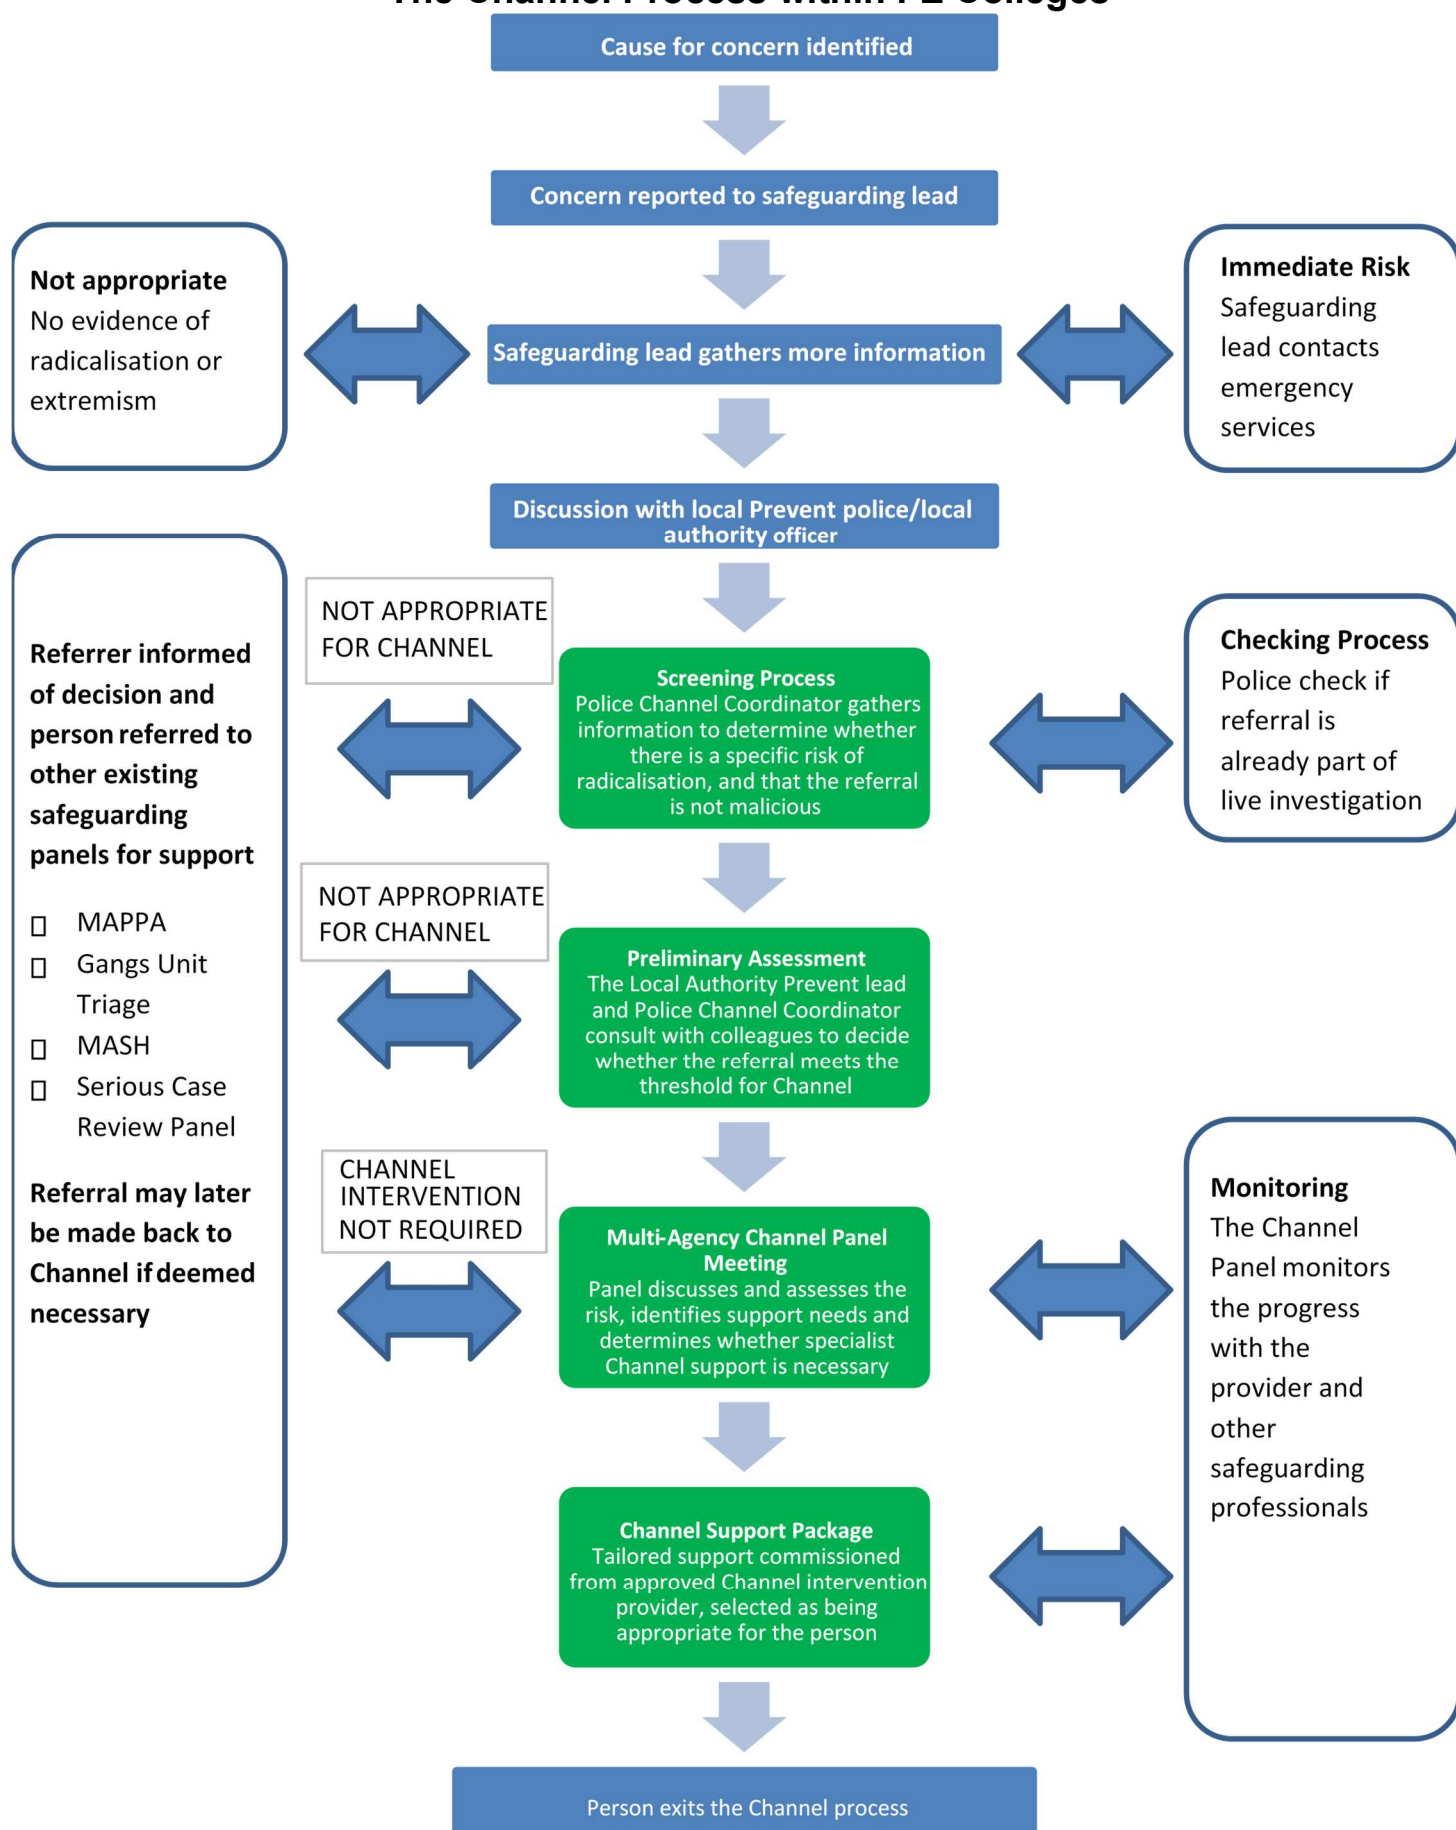 The Channel Process within FE Colleges
Cause for concern identified
Concern reported to safeguarding lead
Not appropriate
No evidence of
radicalisation or
extremism
Safeguarding lead gathers more information
Immediate Risk
Safeguarding
lead contacts
emergency
services
Discussion with local Prevent police/local
authority officer
Referrer informed
of decision and
person referred to
other existing
safeguarding
panels for support
MAPPA
Gangs Unit
Triage
MASH
Serious Case
Review Panel
Referral may later
be made back to
Channel if deemed
necessary
NOT APPROPRIATE
FOR CHANNEL
Screening Process
Police Channel Coordinator gathers
information to determine whether
there is a specific risk of
radicalisation, and that the referral
is not malicious
Checking Process
Police check if
referral is
already part of
live investigation
NOT APPROPRIATE
FOR CHANNEL
Preliminary Assessment
The Local Authority Prevent lead
and Police Channel Coordinator
consult with colleagues to decide
whether the referral meets the
threshold for Channel
CHANNEL
INTERVENTION
NOT REQUIRED
Multi-Agency Channel Panel
Meeting
Panel discusses and assesses the
risk, identifies support needs and
determines whether specialist
Channel support is necessary
Monitoring
The Channel
Panel monitors
the progress
with the
provider and
other
safeguarding
professionals
Channel Support Package
Tailored support commissioned
from approved Channel intervention
provider, selected as being
appropriate for the person
Person exits the Channel process